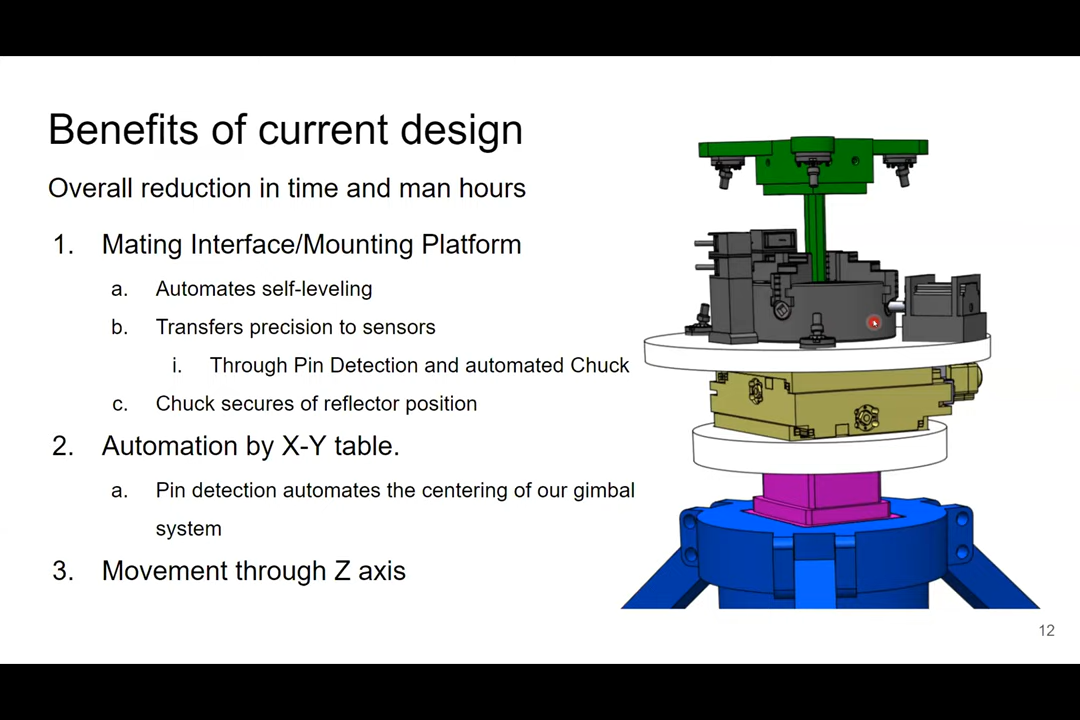 Benefits of current design
Overall reduction in time and man hours
1. Mating Interface/Mounting Platform
a. Automates self-leveling
b. Transfers precision to sensors
i. Through Pin Detection and automated Chuck
c. Chuck secures of reflector position
2. Automation by X-Y table.
a. Pin detection automates the centering of our gimbal
system
3. Movement through Z axis
12